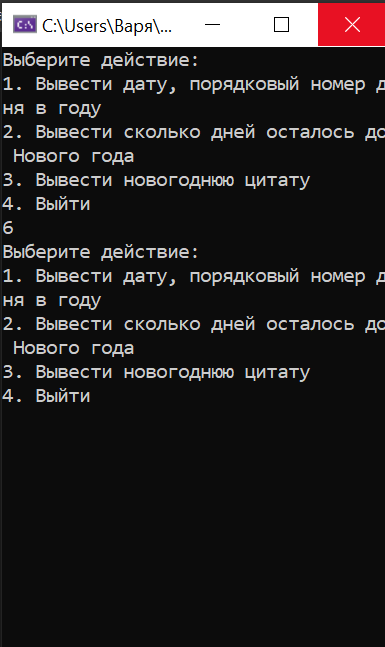 C:\Users\Варя\...
Выберите действие:
1. Вывести дату, порядковый номер д
ня в году
2. Вывести сколько дней осталось до
 Нового года
3. Вывести новогоднюю цитату
4. Выйти
6
Выберите действие:
1. Вывести дату, порядковый номер д
ня в году
2. Вывести сколько дней осталось до
 Нового года
3. Вывести новогоднюю цитату
4. Выйти